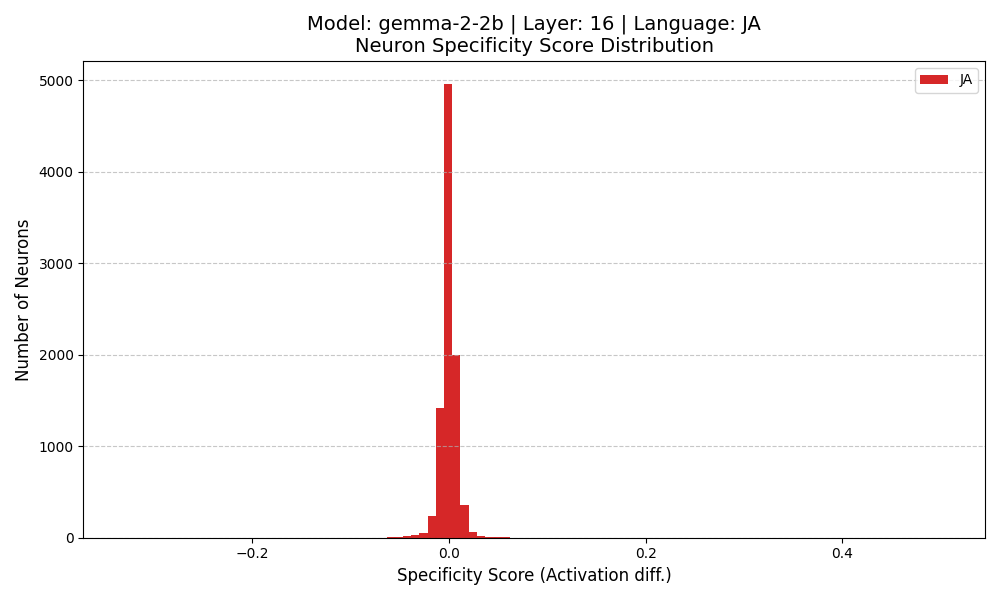 Model: gemma-2-2b | Layer: 16 | Language: JA
Neuron Specificity Score Distribution
JA
Number of Neurons
5000
4000
3000
2000
1000
0
−0.2
0.0
0.2
0.4
Specificity Score (Activation diff.)